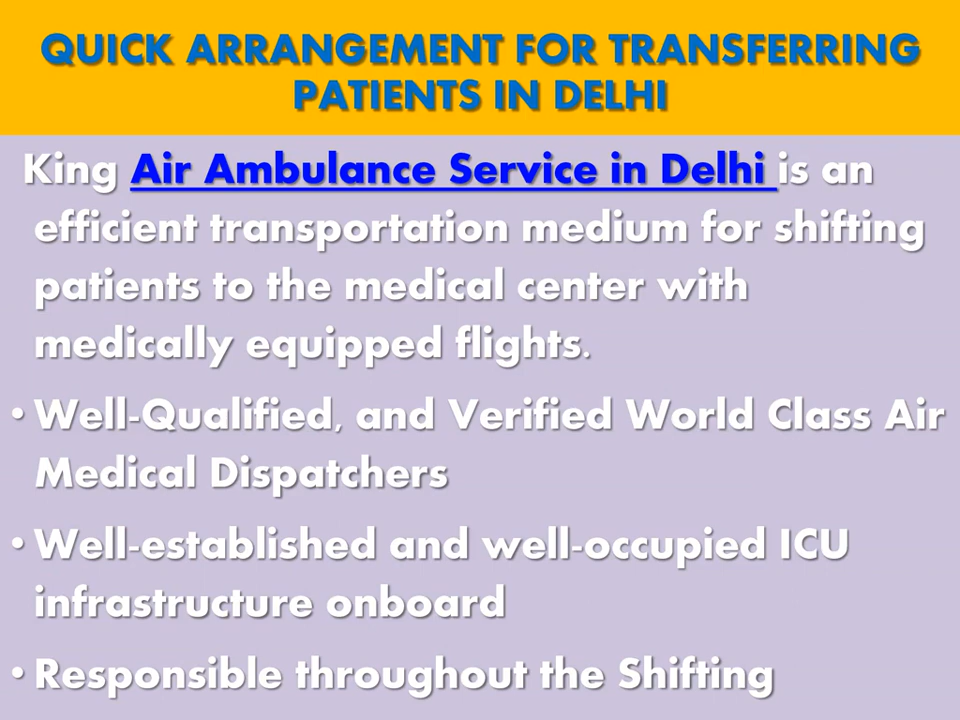 QUICK ARRANGEMENT FOR TRANSFERRING
PATIENTS IN DELHI
King Air Ambulance Service in Delhi is an
efficient transportation medium for shifting
patients to the medical center with
medically equipped flights.
• Well-Qualified, and Verified World Class Air
Medical Dispatchers
• Well-established and well-occupied ICU
infrastructure onboard
• Responsible throughout the Shifting